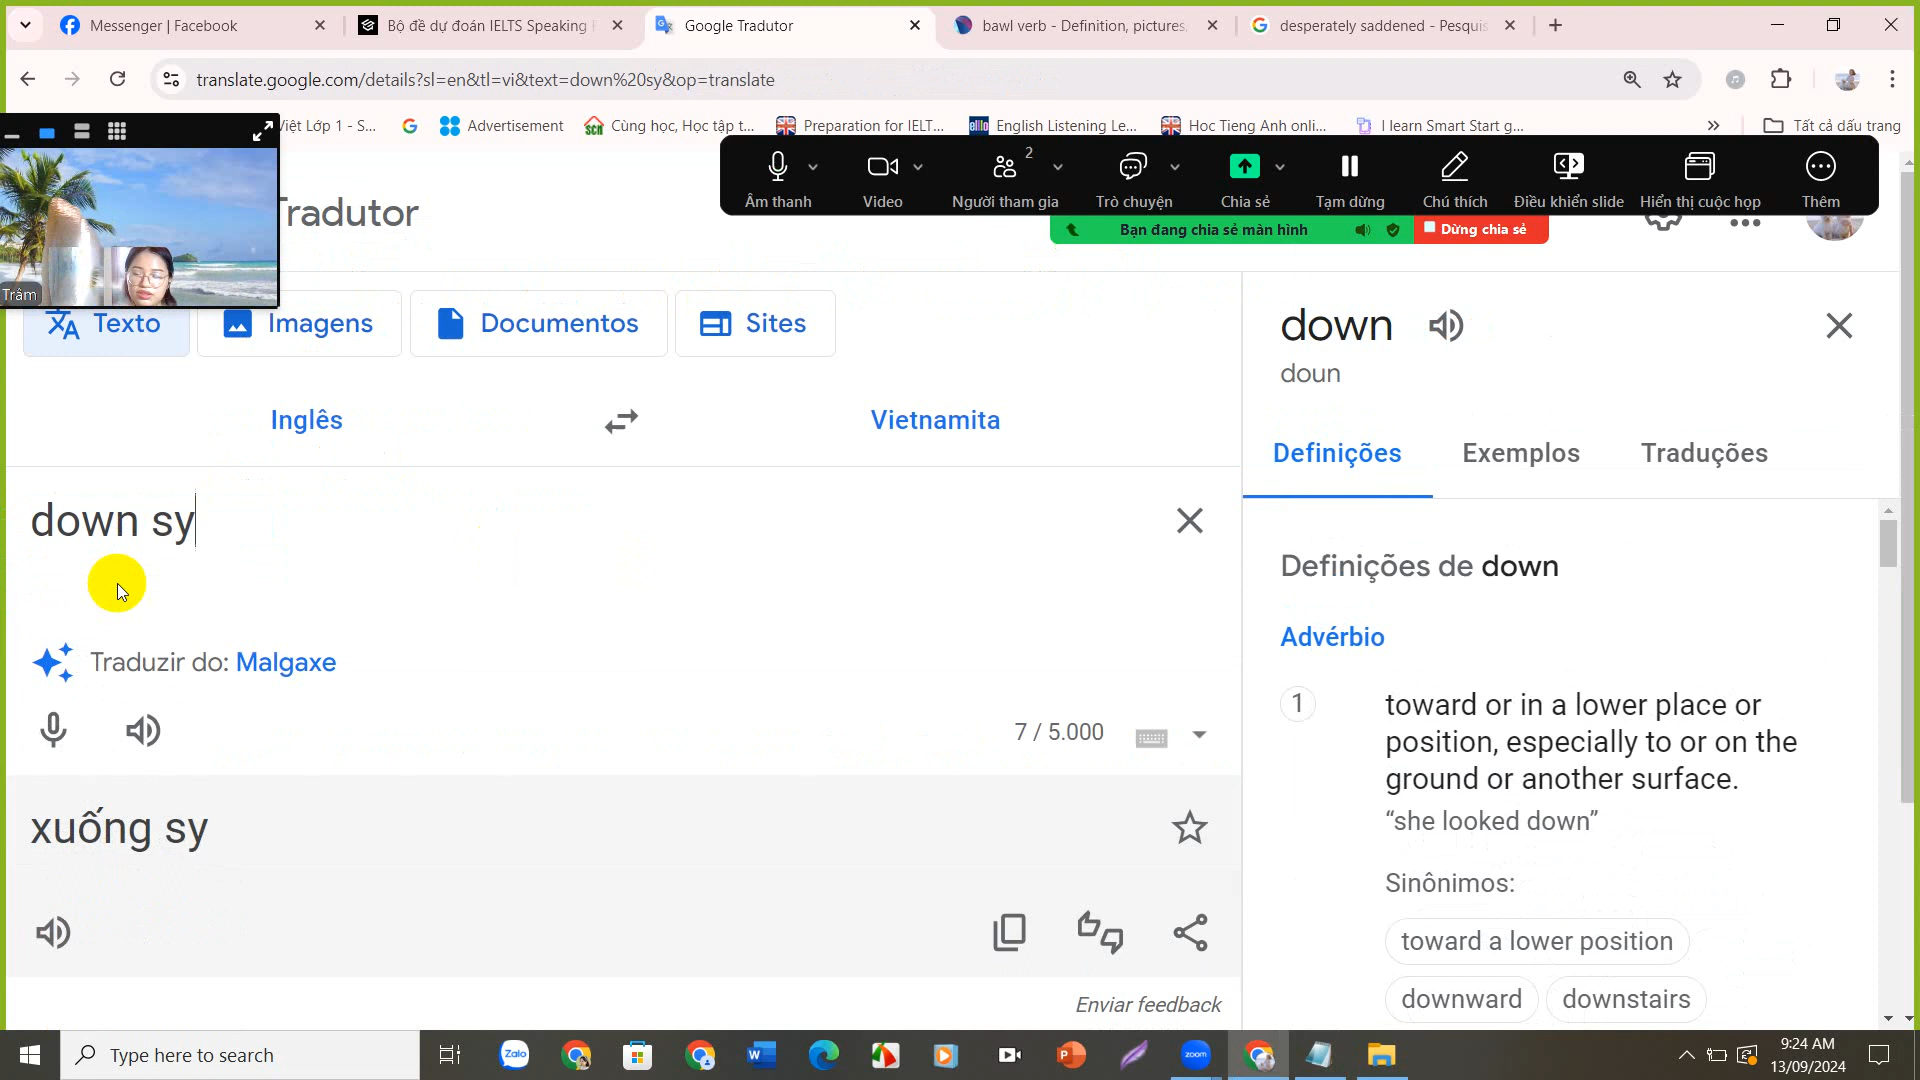 Messenger | Facebook
Bộ đề dự đoán IELTS Speaking
Google Tradutor
bawl verb - Definition, pictures,
desperately saddened - Pesquis
translate.google.com/details?sl=en&tl=vi&text=down%20sy&op=translate
Việt Lớp 1 - S...
Advertisement
Cùng học, Học tập t...
Preparation for IELT...
English Listening Le...
Hoc Tieng Anh onli...
I learn Smart Start g...
Tất cả dấu trang
Âm thanh
Video
2
Người tham gia
Trò chuyện
Chia sẻ
Tạm dừng
Chú thích
Điều khiển slide
Hiển thị cuộc họp
Thêm
Bạn đang chia sẻ màn hình
Dừng chia sẻ
Trâm
Tradutor
Texto
Imagens
Documentos
Sites
Inglês
Vietnamita
down sy
Traduzir do: Malgaxe
7 / 5.000
xuống sy
Enviar feedback
down
doun
Definições
Exemplos
Traduções
Definições de down
Advérbio
1
toward or in a lower place or
position, especially to or on the
ground or another surface.
“she looked down”
Sinônimos:
toward a lower position
downward
downstairs
Type here to search
Zalo
zoom
9:24 AM
13/09/2024